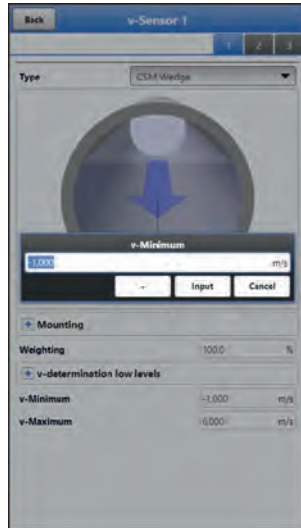 Back
v-Sensor 1
1 2 3
Type
CSM Wedge
v-Minimum
-1,000
m/s
-
Input
Cancel
+ Mounting
Weighting
100.0
%
+ v-determination low levels
v-Minimum
-1,000
m/s
v-Maximum
6,000
m/s